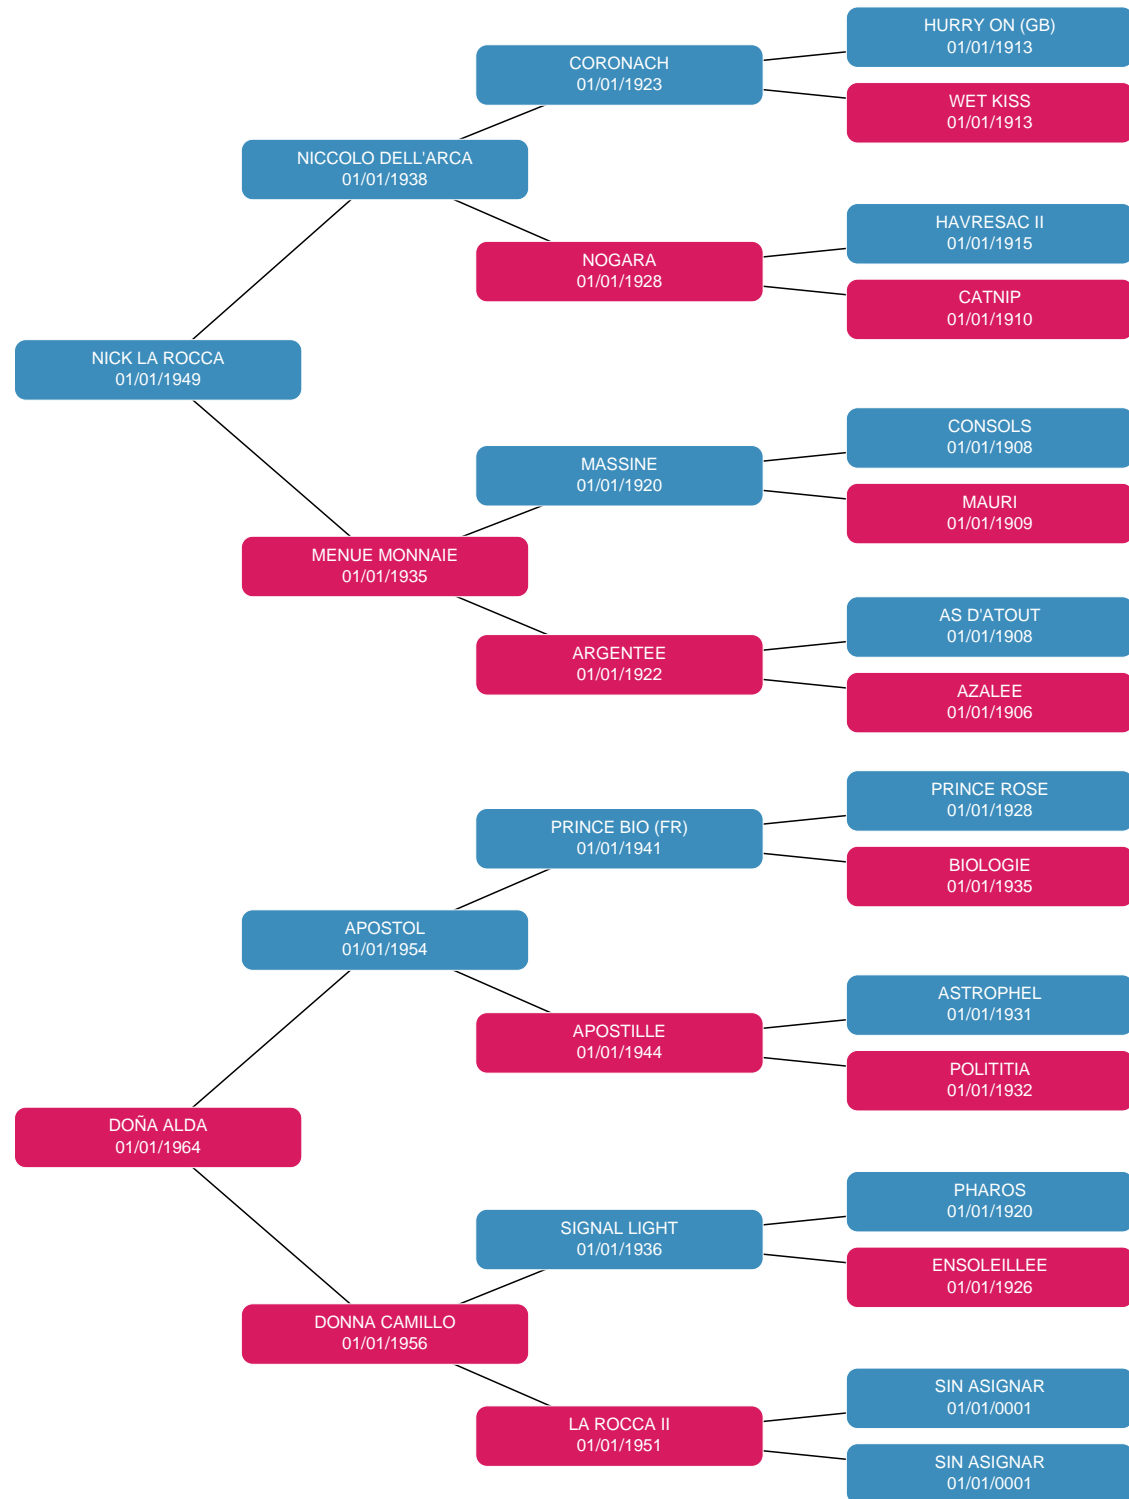 HURRY ON (GB)
01/01/1913
CORONACH
01/01/1923
WET KISS
01/01/1913
NICCOLO DELL'ARCA
01/01/1938
HAVRESAC II
01/01/1915
NOGARA
01/01/1928
CATNIP
01/01/1910
NICK LA ROCCA
01/01/1949
CONSOLS
01/01/1908
MASSINE
01/01/1920
MAURI
01/01/1909
MENUE MONNAIE
01/01/1935
AS D'ATOUT
01/01/1908
ARGENTEE
01/01/1922
AZALEE
01/01/1906
PRINCE ROSE
01/01/1928
PRINCE BIO (FR)
01/01/1941
BIOLOGIE
01/01/1935
APOSTOL
01/01/1954
ASTROPHEL
01/01/1931
APOSTILLE
01/01/1944
POLITITIA
01/01/1932
DOÑA ALDA
01/01/1964
PHAROS
01/01/1920
SIGNAL LIGHT
01/01/1936
ENSOLEILLEE
01/01/1926
DONNA CAMILLO
01/01/1956
SIN ASIGNAR
01/01/0001
LA ROCCA II
01/01/1951
SIN ASIGNAR
01/01/0001